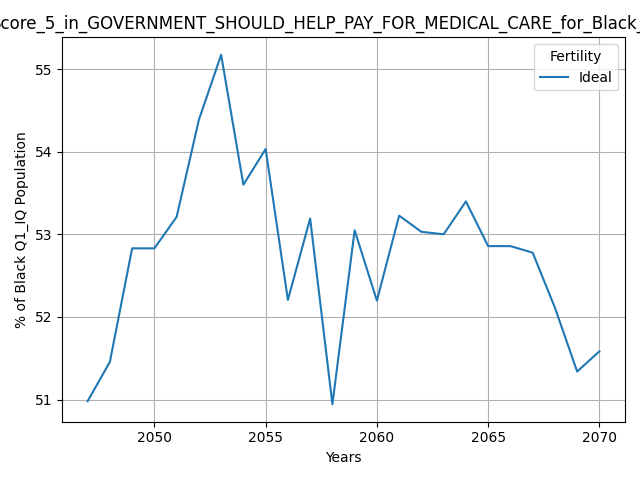 core_5_in_GOVERNMENT_SHOULD_HELP_PAY_FOR_MEDICAL_CARE_for_Black_
Fertility
Ideal
% of Black Q1_IQ Population
55
54
53
52
51
2050
2055
2060
2065
2070
Years